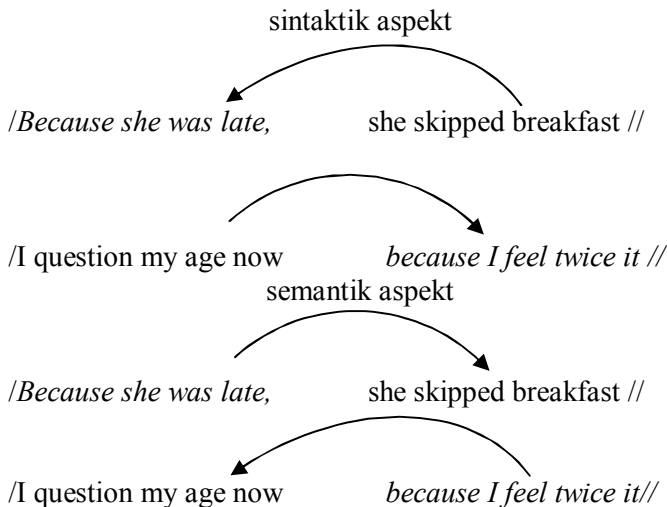 sintaktik aspekt
/Because she was late, she skipped breakfast //
/I question my age now because I feel twice it //
semantik aspekt
/Because she was late, she skipped breakfast //
/I question my age now because I feel twice it//